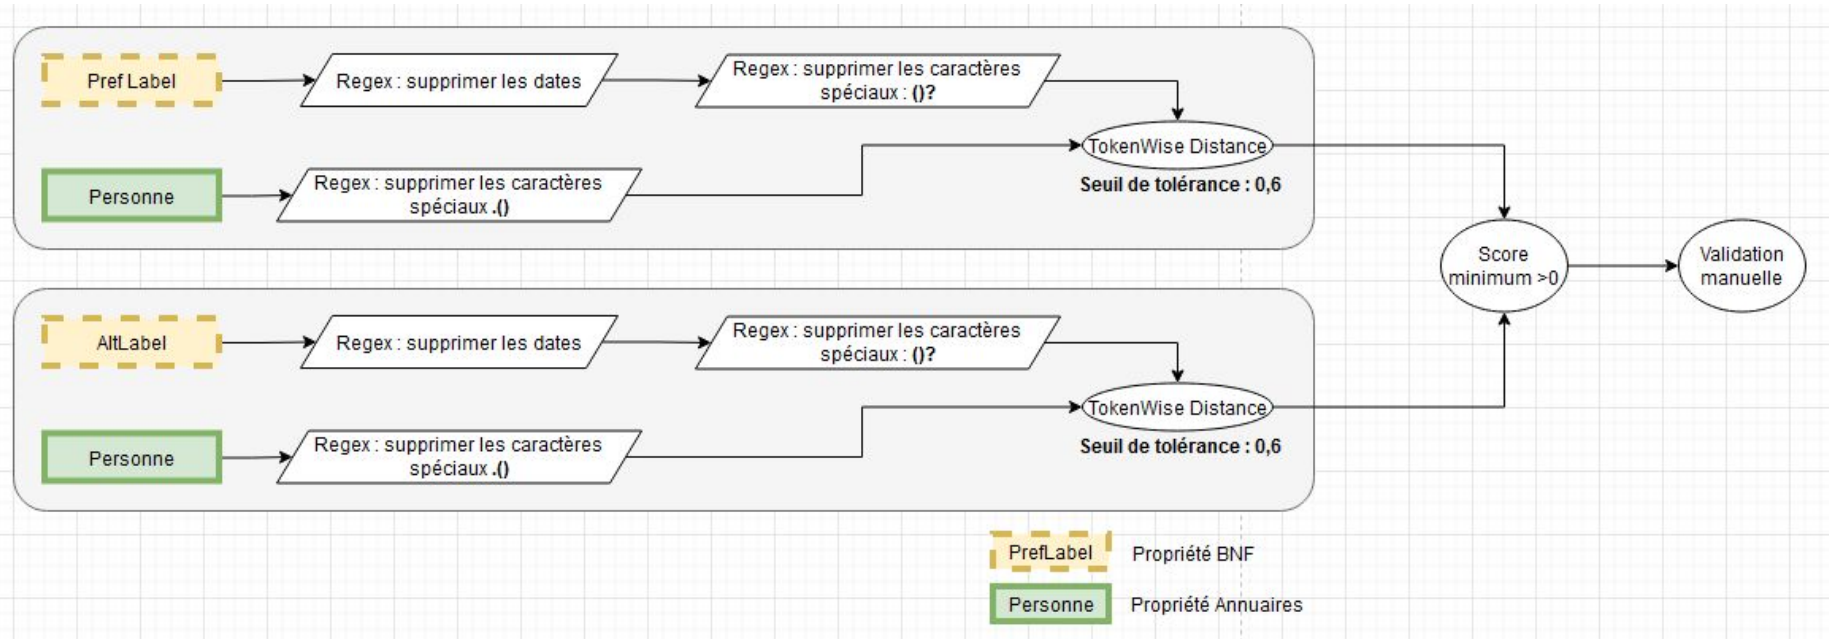 Pref Label
Regex : supprimer les dates
Regex : supprimer les caractères
spéciaux : ()?
TokenWise Distance
Seuil de tolérance : 0,6
Personne
Regex : supprimer les caractères
spéciaux .()
Score
minimum >0
Validation
manuelle
AltLabel
Regex : supprimer les dates
Regex : supprimer les caractères
spéciaux : ()?
TokenWise Distance
Seuil de tolérance : 0,6
Personne
Regex : supprimer les caractères
spéciaux .()
PrefLabel
Propriété BNF
Personne
Propriété Annuaires